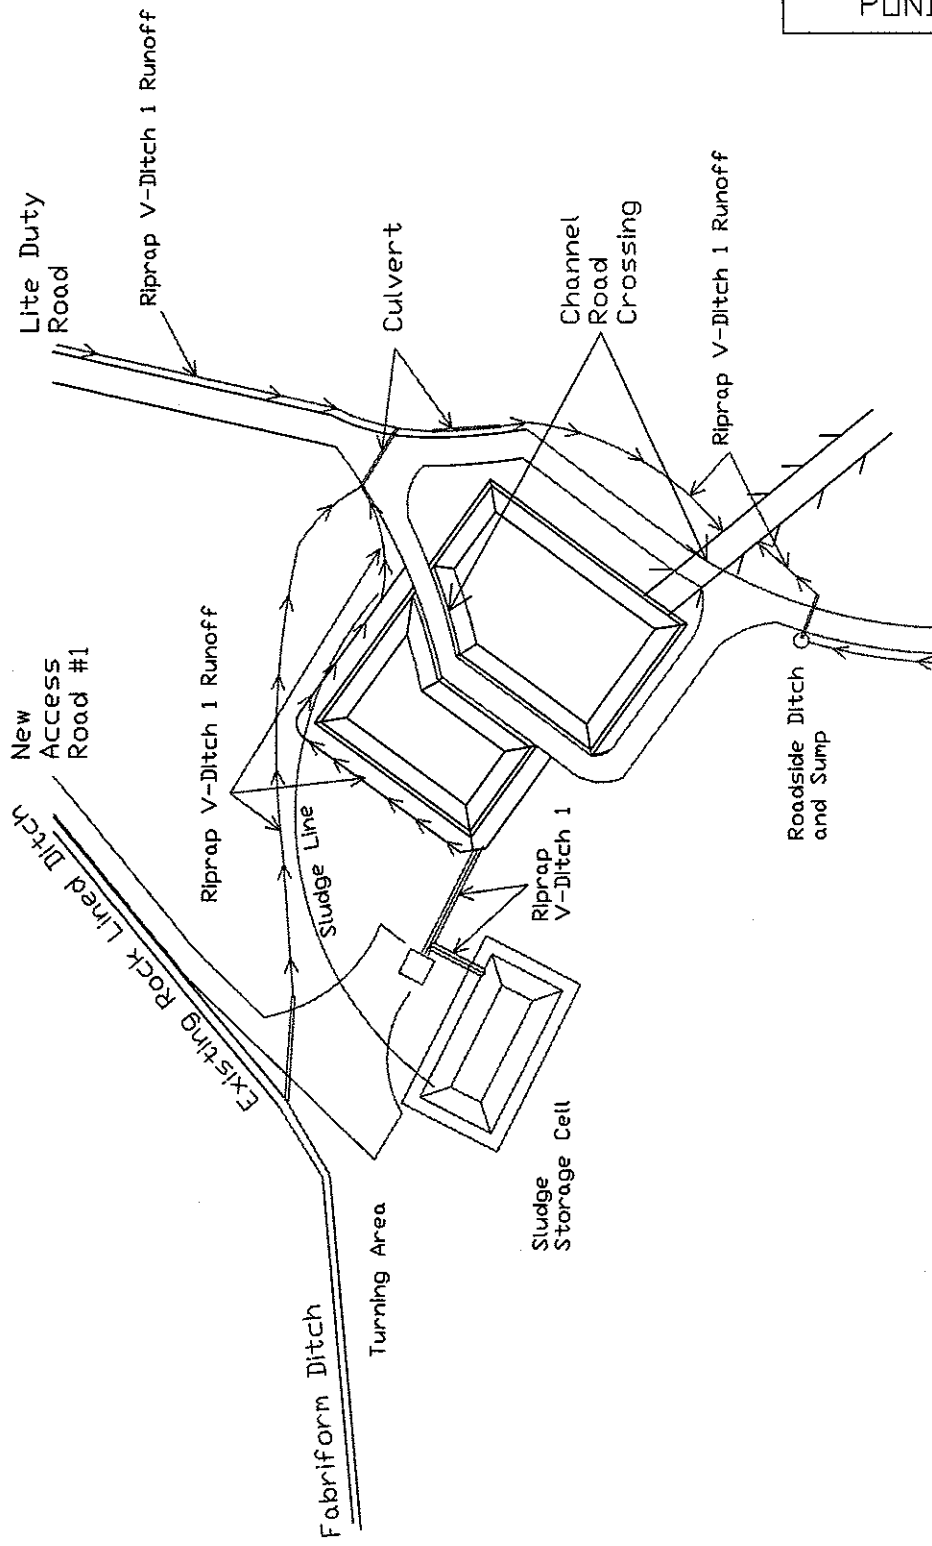 Lite Duty
Road
Riprap V-Ditch 1 Runoff
New
Access
Road #1
Existing Rock Lined Ditch
Riprap V-Ditch 1 Runoff
Culvert
Channel
Road
Crossing
Riprap V-Ditch 1 Runoff
Sludge Line
Riprap
V-Ditch 1
Roadside Ditch
and Sump
Sludge
Storage Cell
Turning Area
Fabriform Ditch